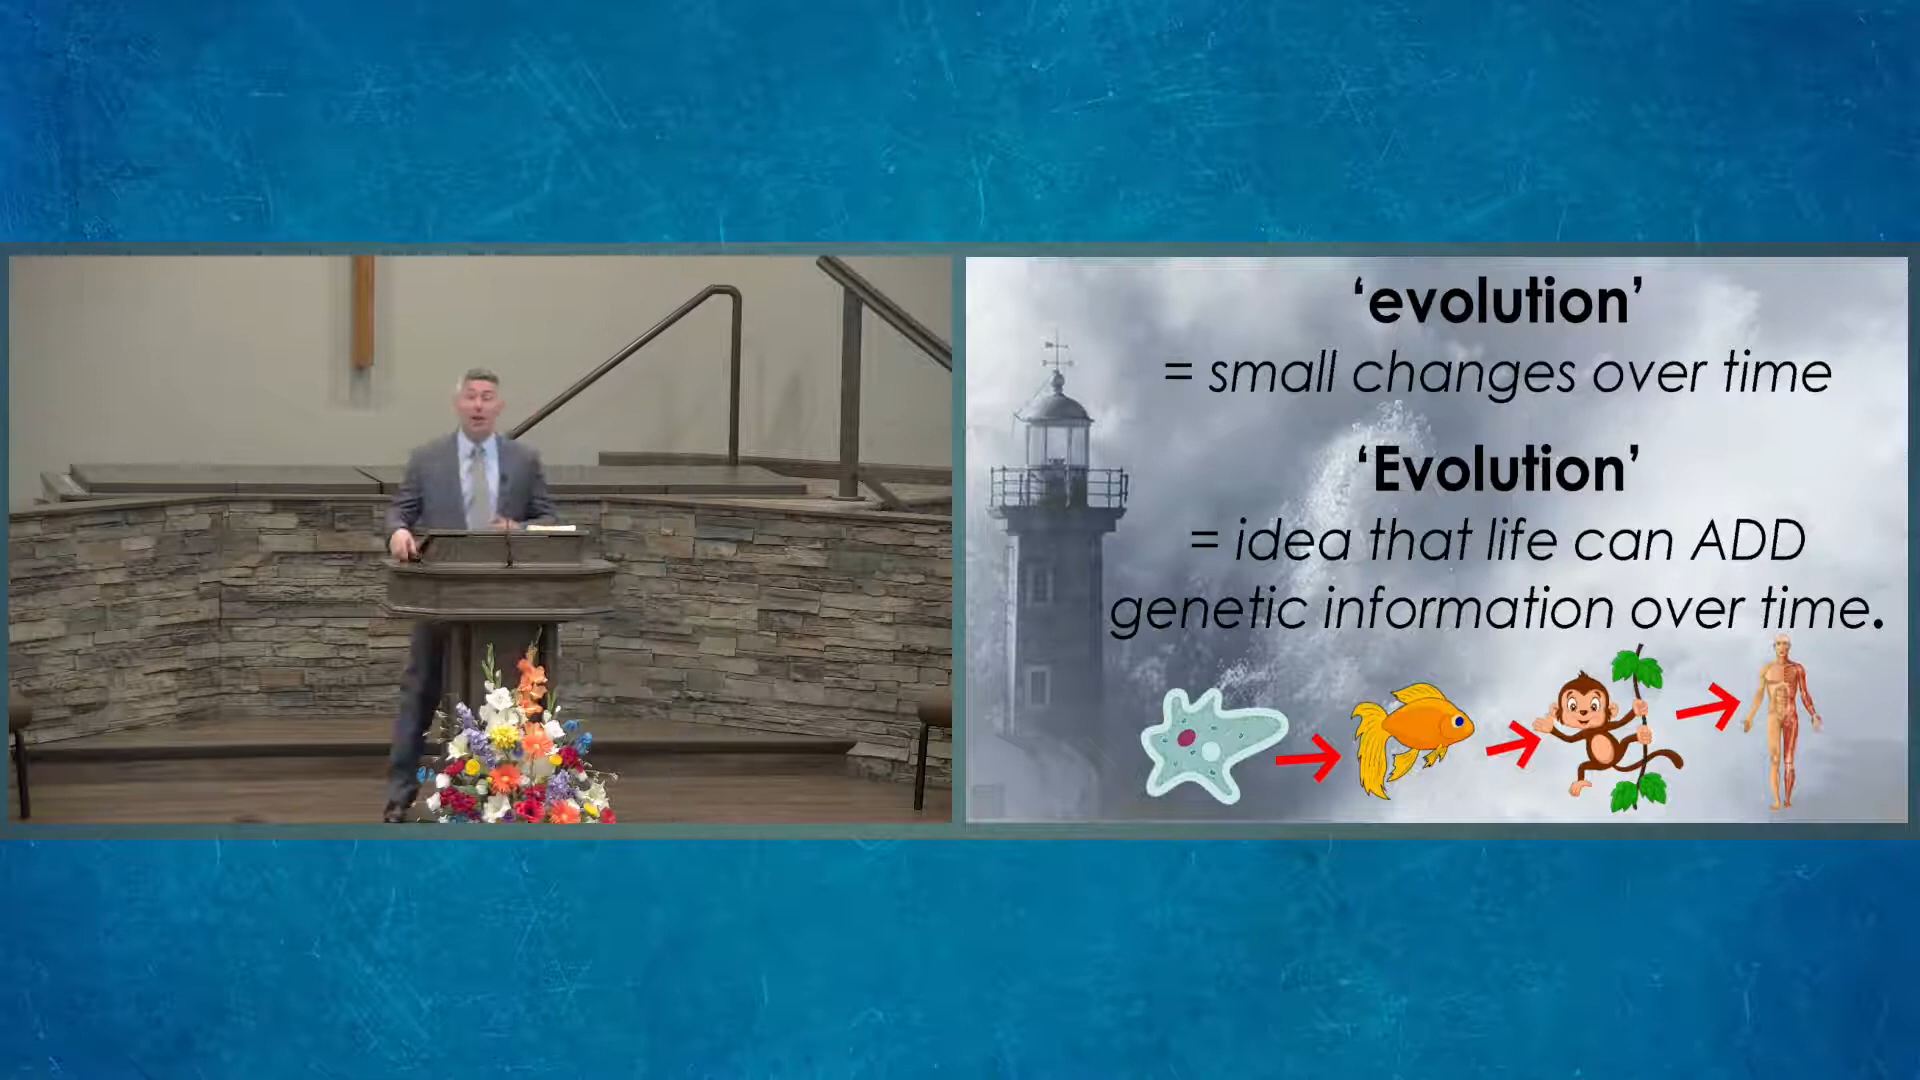 ‘evolution’
= small changes over time
‘Evolution’
= idea that life can ADD
genetic information over time.